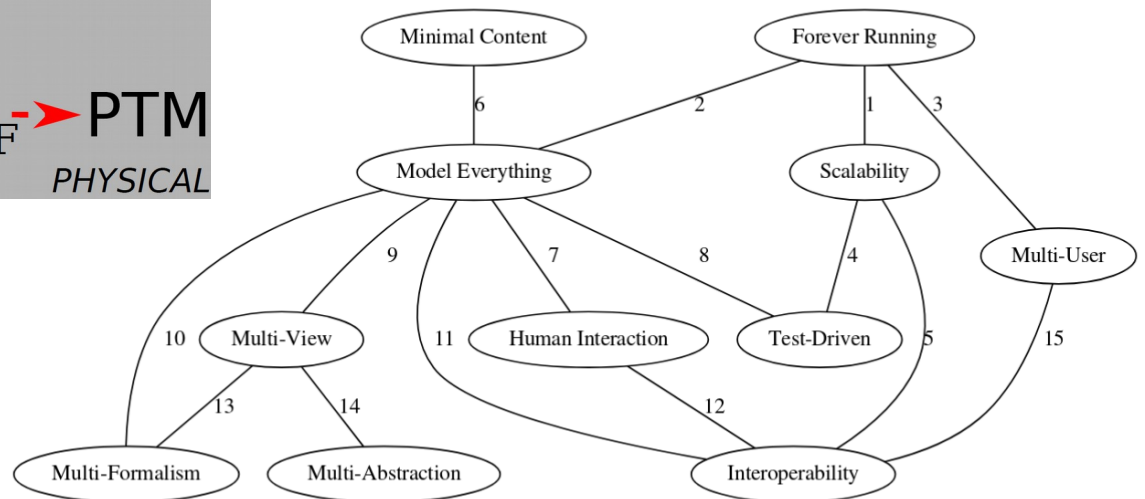 Minimal Content
Forever Running
F
PTM
PHYSICAL
6
2
1
3
Model Everything
Scalability
Multi-User
9
7
8
4
10
Multi-View
11
Human Interaction
Test-Driven
5
15
13
14
12
Multi-Formalism
Multi-Abstraction
Interoperability